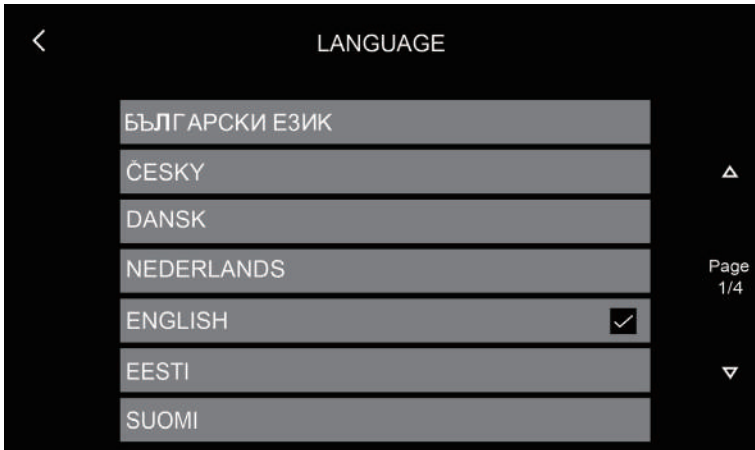 LANGUAGE
БЪЛГАРСКИ ЕЗИК
ČESKY
DANSK
NEDERLANDS
ENGLISH
EESTI
SUOMI
Page
1/4